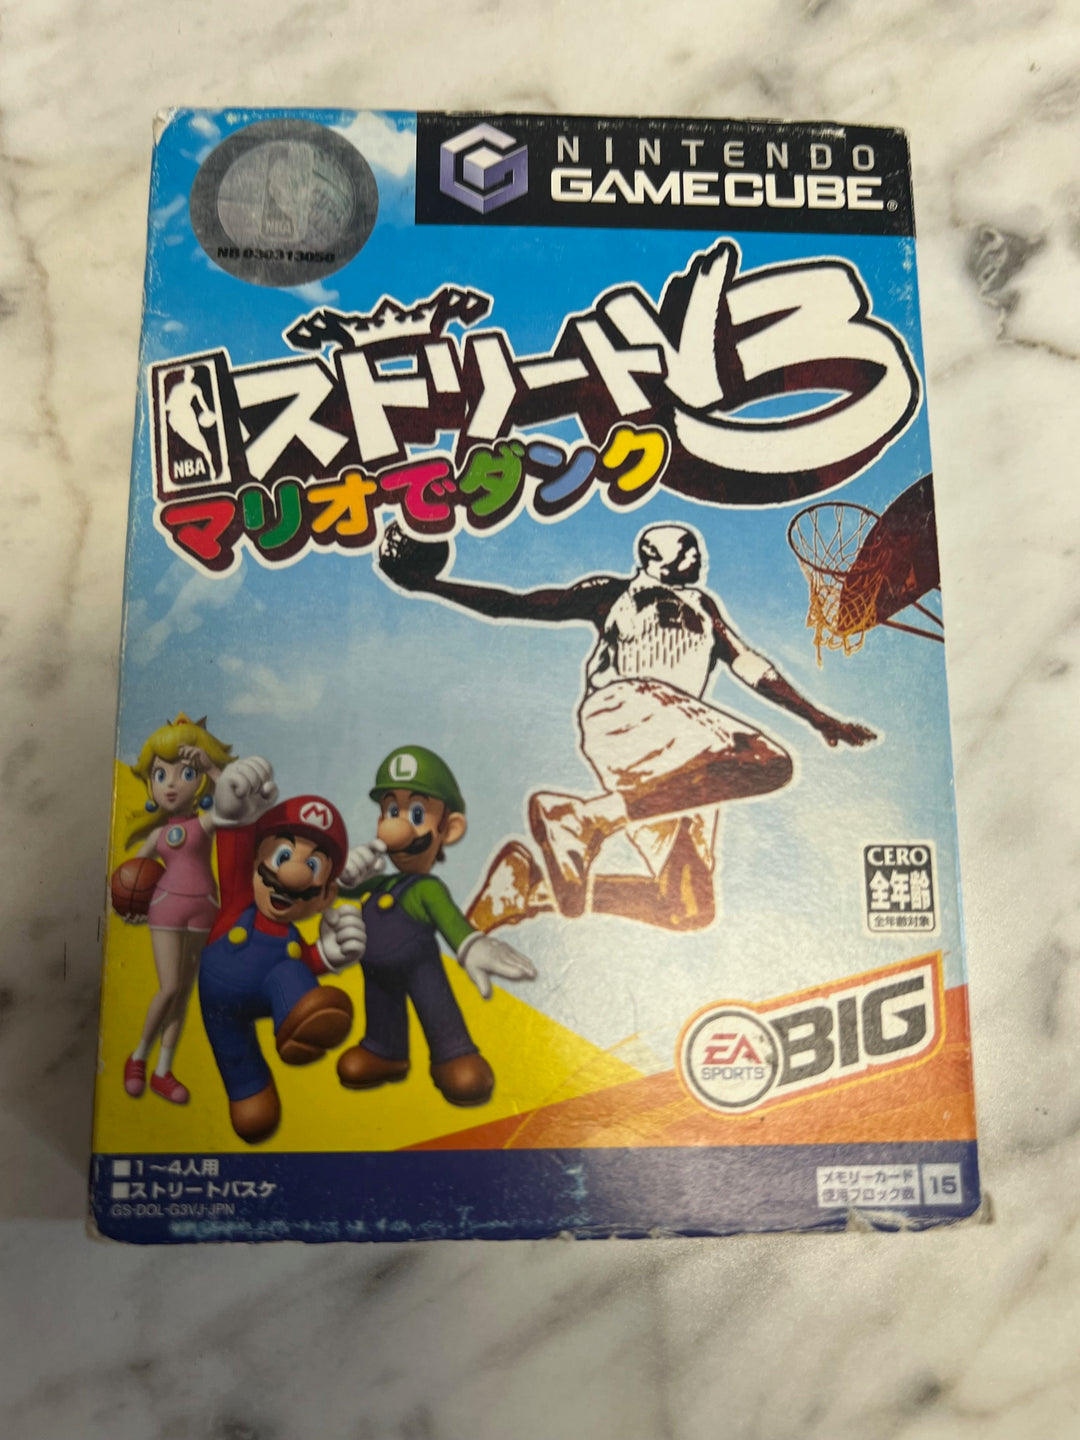 NINTENDO
GAMECUBE®
NBA
NB 030313050
NBA
ストリートV3
マリオでダンク
L
M
CERO
全年齢
全年齢対象
EA
SPORTS™
BIG
■1～4人用
■ストリートバスケ
GS-DOL-G3VJ-JPN
メモリーカード
使用ブロック数
15